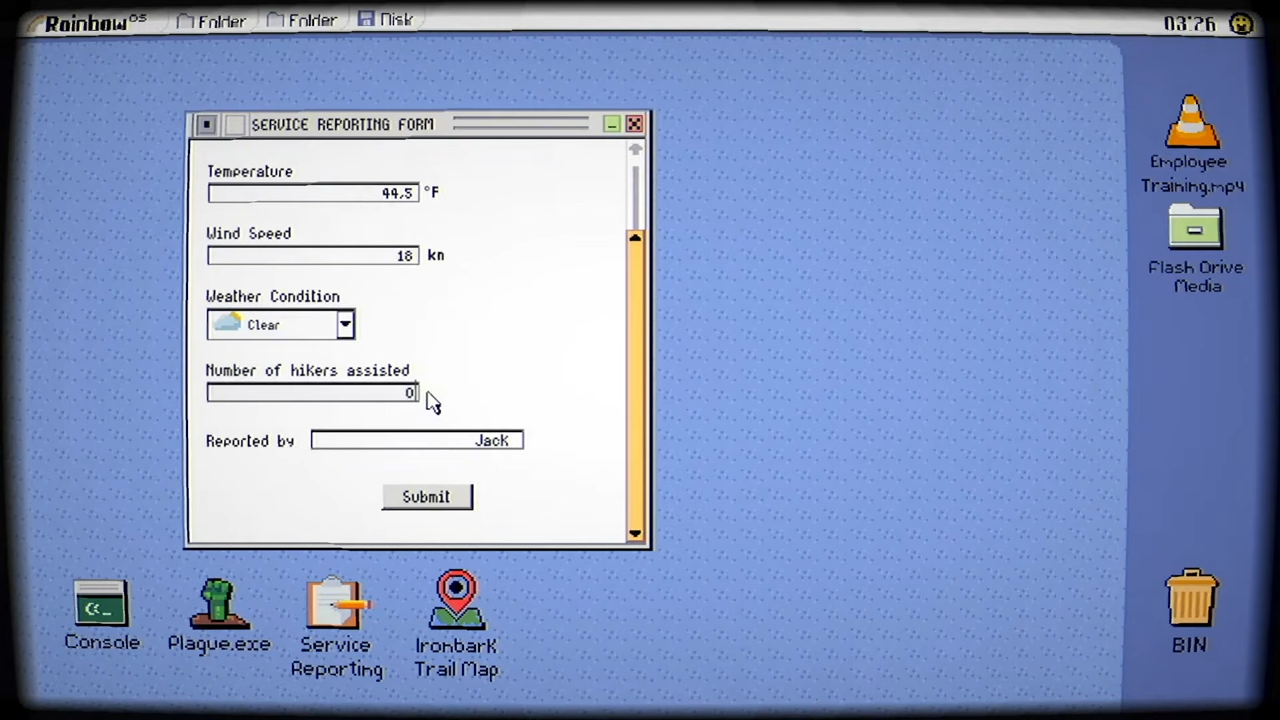 RainbowOS
Folder
Folder
Disk
03:26
SERVICE REPORTING FORM
Temperature
44.5 °F
Wind Speed
18 kn
Weather Condition
Clear
Number of hikers assisted
0
Reported by Jack
Submit
Employee
Training.mp4
Flash Drive
Media
Console
Plague.exe
Service
Reporting
Ironbark
Trail Map
BIN